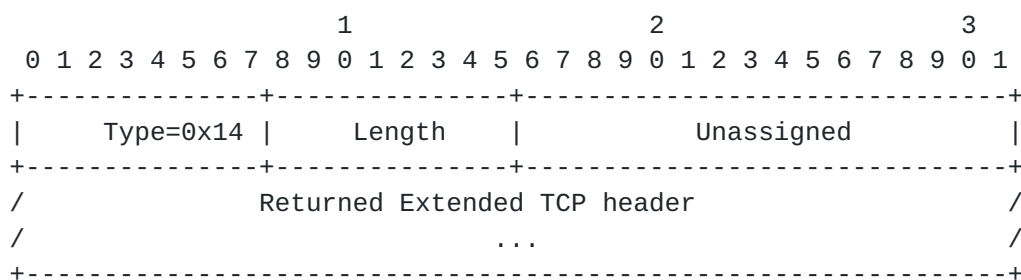 1                   2                   3
 0 1 2 3 4 5 6 7 8 9 0 1 2 3 4 5 6 7 8 9 0 1 2 3 4 5 6 7 8 9 0 1
+---------------+---------------+-------------------------------+
|     Type=0x14 |     Length    |           Unassigned          |
+---------------+---------------+-------------------------------+
/               Returned Extended TCP header                    /
/                              ...                              /
+---------------------------------------------------------------+